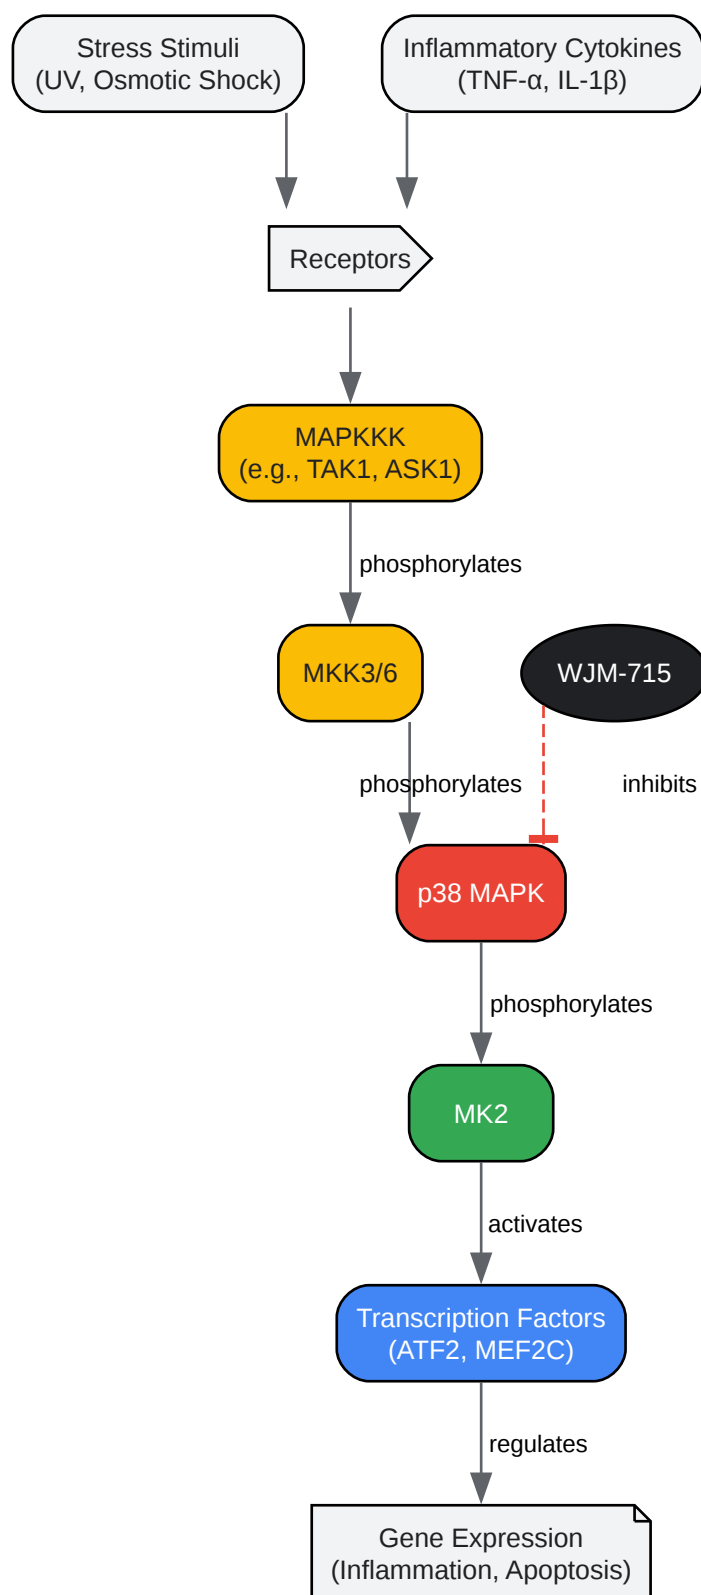 Stress Stimuli
(UV, Osmotic Shock)
Inflammatory Cytokines
(TNF-α, IL-1β)
Receptors
MAPKKK
(e.g., TAK1, ASK1)
phosphorylates
MKK3/6
WJM-715
phosphorylates
inhibits
p38 MAPK
phosphorylates
MK2
activates
Transcription Factors
(ATF2, MEF2C)
regulates
Gene Expression
(Inflammation, Apoptosis)